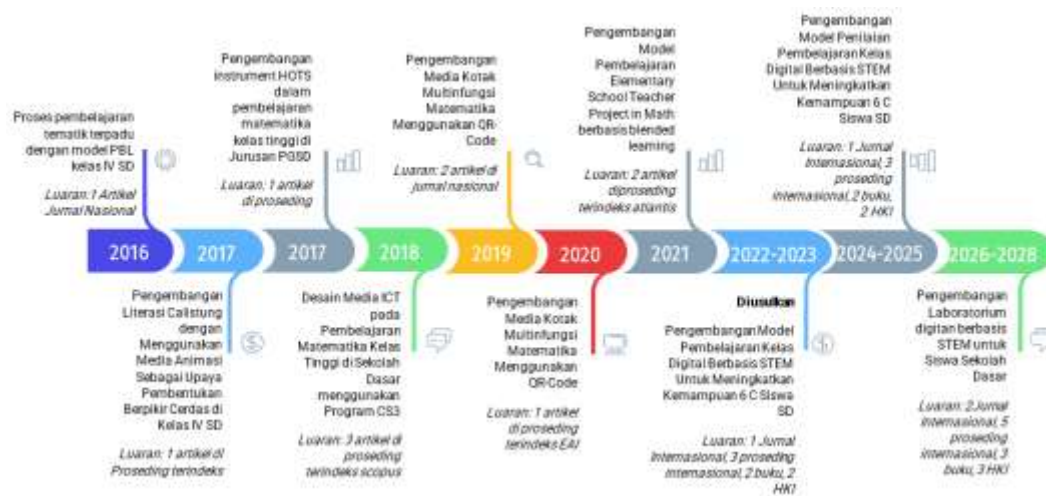 Proses pembelajaran
tematik terpadu
dengan model PBL
kelas IV SD
Luaran: 1 Artikel
Jurnal Nasional
Pengembangan
instrument HOTS
dalam
pembelajaran
matematika
kelas tinggi di
Jurusan PGSD
Luaran: 1 artikel
di proseding
Pengembangan
Media Kotak
Multinfungsi
Matematika
Menggunakan QR-
Code
Luaran: 2 artikel di
jurnal nasional
Pengembangan
Model
Pembelajaran
Elementary
School Teacher
Project in Math
berbasis blended
learning
Luaran: 2 artikel
diproseding
terindeks atlantis
Pengembangan
Model Penilaian
Pembelajaran Kelas
Digital Berbasis STEM
Untuk Meningkatkan
Kemampuan 6 C
Siswa SD
Luaran: 1 Jurnal
Internasional, 3
proseding
internasional, 2 buku,
2 HKI
2016
2017
2017
2018
2019
2020
2021
2022-2023
2024-2025
2026-2028
Pengembangan
Literasi Calistung
dengan
Menggunakan
Media Animasi
Sebagai Upaya
Pembentukan
Berpikir Cerdas di
Kelas IV SD
Luaran: 1 artikel di
Proseding terindeks
Desain Media ICT
pada
Pembelajaran
Matematika Kelas
Tinggi di Sekolah
Dasar
menggunakan
Program CS3
Luaran: 3 artikel di
proseding
terindeks scopus
Pengembangan
Media Kotak
Multinfungsi
Matematika
Menggunakan
QR-Code
Luaran: 1 artikel
di proseding
terindeks EAI
Diusulkan
Pengembangan Model
Pembelajaran Kelas
Digital Berbasis STEM
Untuk Meningkatkan
Kemampuan 6 C Siswa
SD
Luaran: 1 Jurnal
Internasional, 3 proseding
internasional, 2 buku, 2
HKI
Pengembangan
Laboratorium
digitan berbasis
STEM untuk
Siswa Sekolah
Dasar
Luaran: 2 Jurnal
internasional, 5
proseding
internasional, 3
buku, 3 HKI